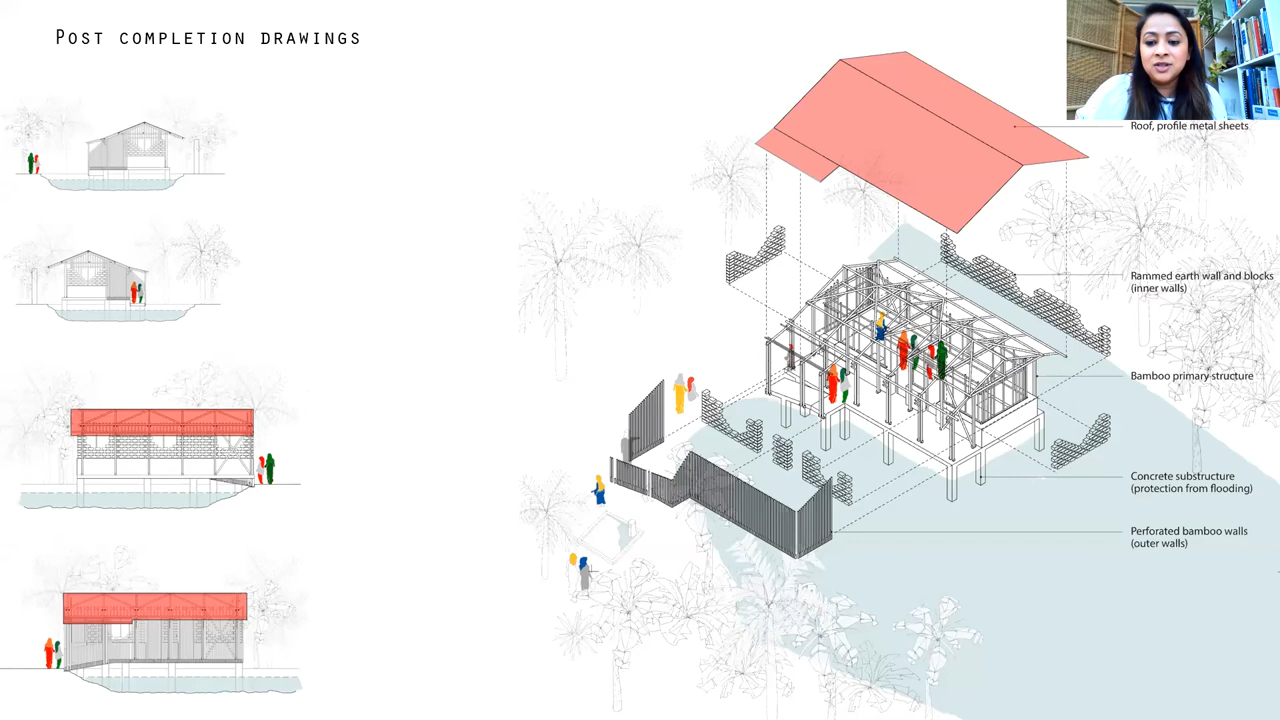 Post completion drawings
Roof, profile metal sheets
Rammed earth wall and blocks
(inner walls)
Bamboo primary structure
Concrete substructure
(protection from flooding)
Perforated bamboo walls
(outer walls)